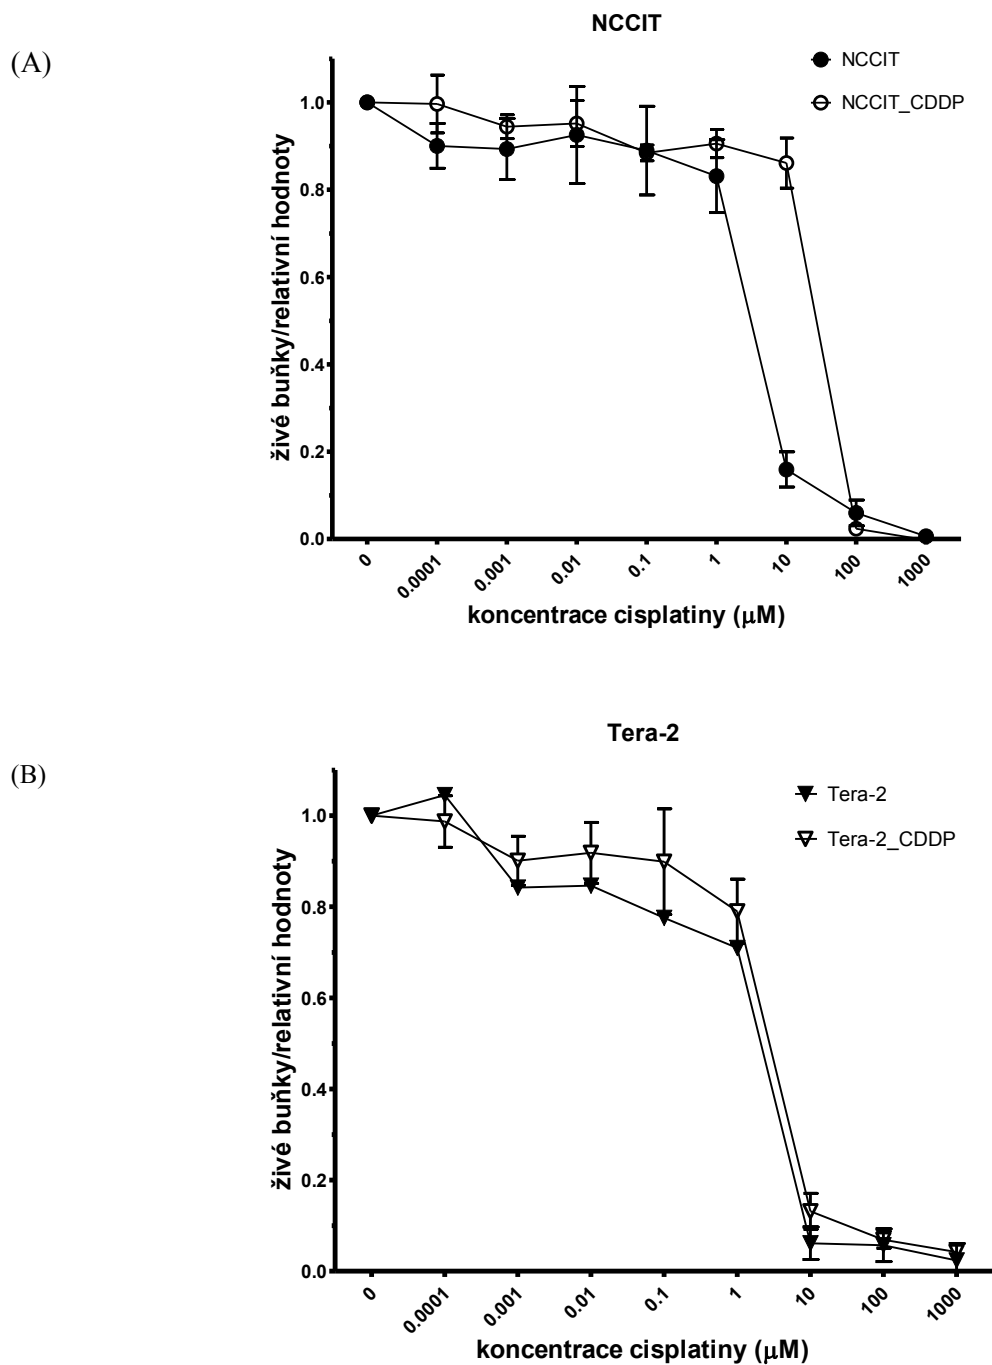 (A)
NCCIT
NCCIT
NCCIT_CDDP
živé buňky/relativní hodnoty
1.0
0.8
0.6
0.4
0.2
0.0
0 0.0001 0.001 0.01 0.1 1 10 100 1000
koncentrace cisplatiny (μM)
(B)
Tera-2
Tera-2
Tera-2_CDDP
živé buňky/relativní hodnoty
1.0
0.8
0.6
0.4
0.2
0.0
0 0.0001 0.001 0.01 0.1 1 10 100 1000
koncentrace cisplatiny (μM)